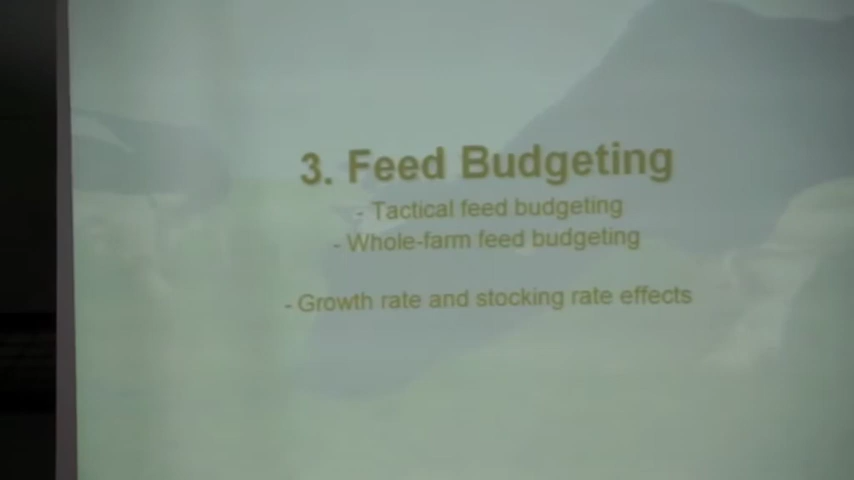 3. Feed Budgeting
- Tactical feed budgeting
- Whole-farm feed budgeting
- Growth rate and stocking rate effects